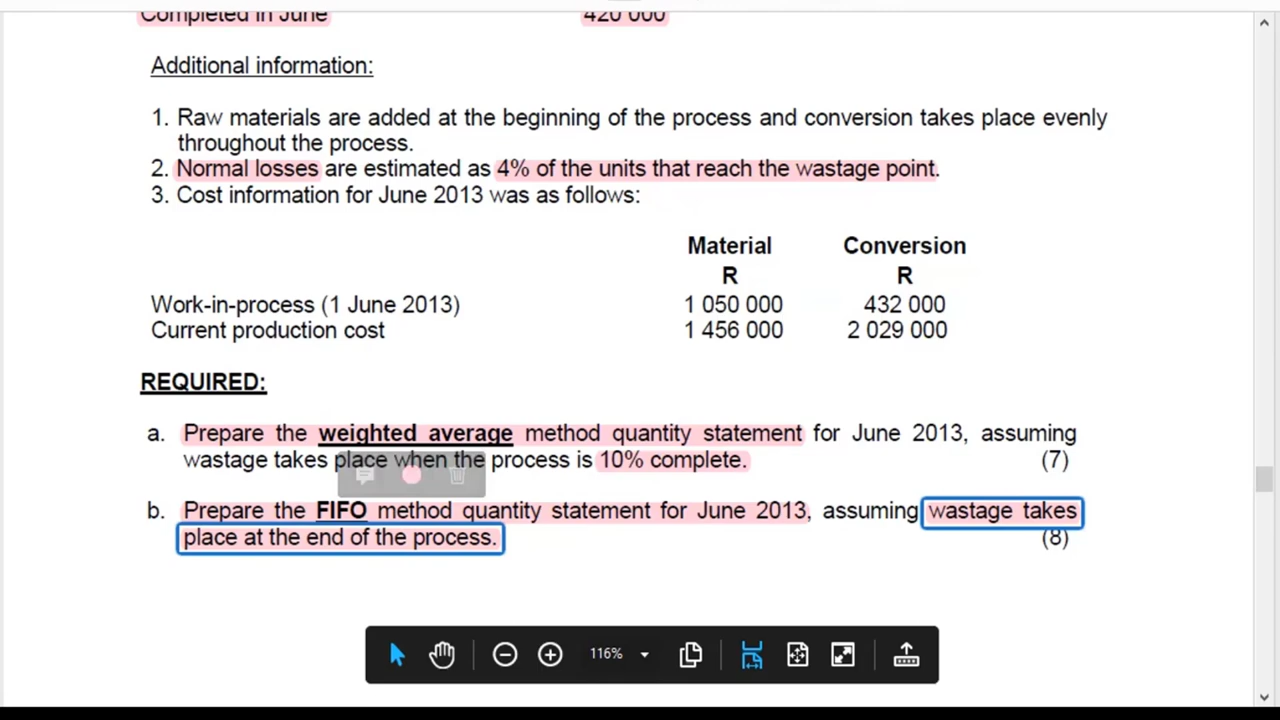 Completed in June 420 000
Additional information:
1. Raw materials are added at the beginning of the process and conversion takes place evenly
throughout the process.
2. Normal losses are estimated as 4% of the units that reach the wastage point.
3. Cost information for June 2013 was as follows:
Material Conversion
R R
Work-in-process (1 June 2013) 1 050 000 432 000
Current production cost 1 456 000 2 029 000
REQUIRED:
a. Prepare the weighted average method quantity statement for June 2013, assuming
wastage takes place when the process is 10% complete. (7)
b. Prepare the FIFO method quantity statement for June 2013, assuming wastage takes
place at the end of the process. (8)
116%